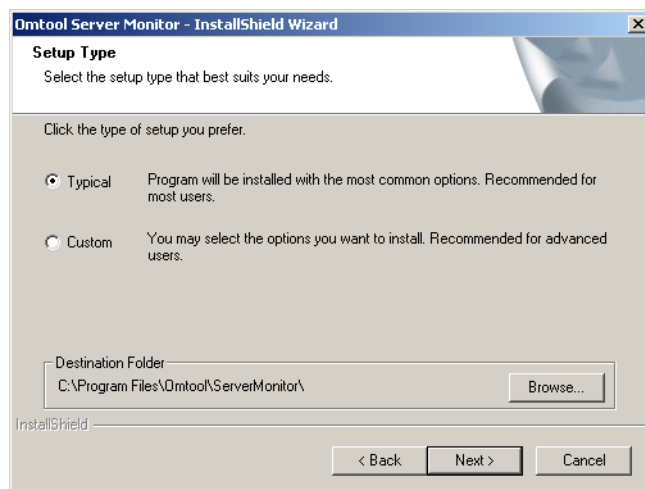 Omtool Server Monitor - InstallShield Wizard
Setup Type
Select the setup type that best suits your needs.
Click the type of setup you prefer.
Typical
Program will be installed with the most common options. Recommended for
most users.
Custom
You may select the options you want to install. Recommended for advanced
users.
Destination Folder
C:\Program Files\Omtool\ServerMonitor\
Browse...
InstallShield
< Back
Next >
Cancel